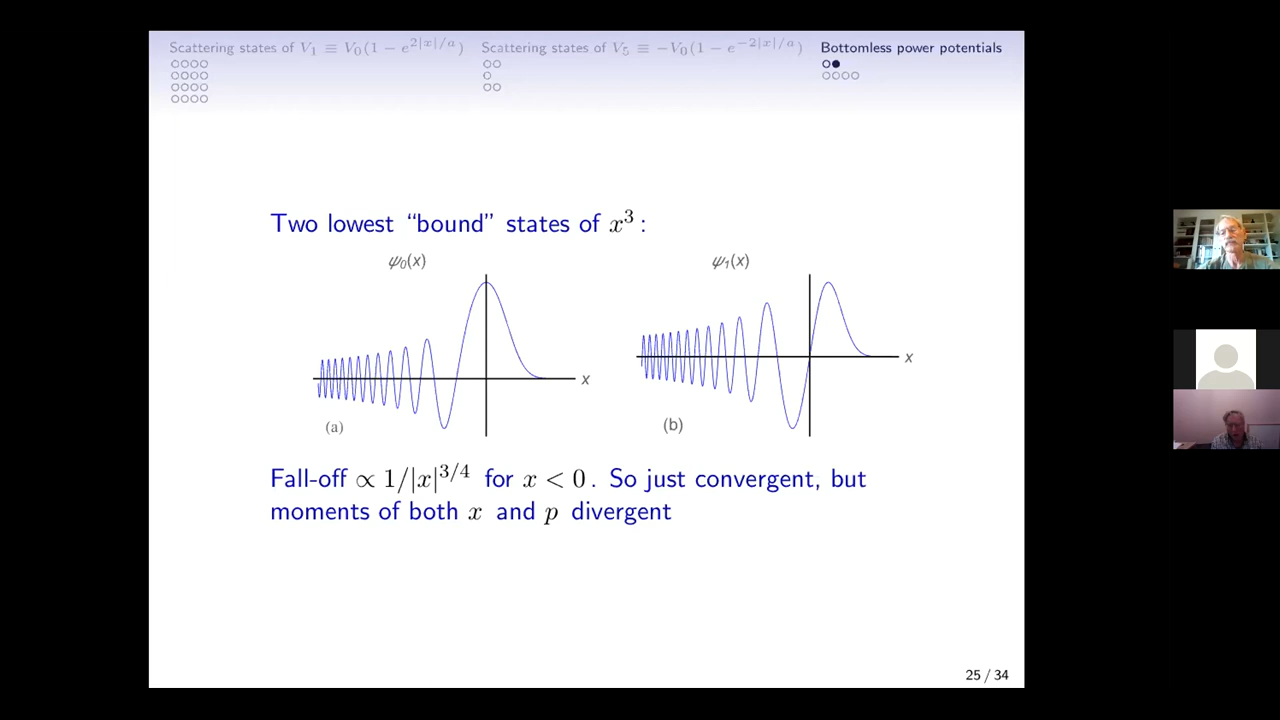 Scattering states of V₁ ≡ V₀(1 − e^{2|x|/a})
Scattering states of V₅ ≡ −V₀(1 − e^{−2|x|/a})
Bottomless power potentials
Two lowest “bound” states of x³ :
ψ₀(x)
ψ₁(x)
x
x
(a)
(b)
Fall-off ∝ 1/|x|^{3/4} for x < 0 . So just convergent, but
moments of both x and p divergent
25 / 34